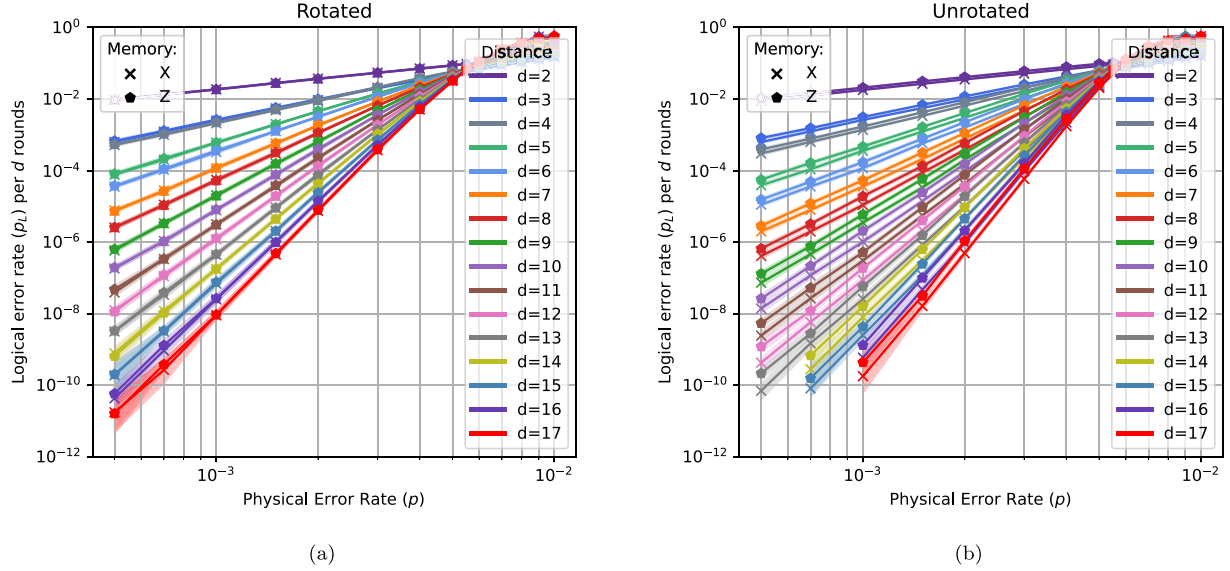 Rotated
Logical error rate (p_L) per d rounds
10^0
10^-2
10^-4
10^-6
10^-8
10^-10
10^-12
Memory:
X
Z
Distance
d=2
d=3
d=4
d=5
d=6
d=7
d=8
d=9
d=10
d=11
d=12
d=13
d=14
d=15
d=16
d=17
10^-3
10^-2
Physical Error Rate (p)
(a)
Unrotated
Logical error rate (p_L) per d rounds
10^0
10^-2
10^-4
10^-6
10^-8
10^-10
10^-12
Memory:
X
Z
Distance
d=2
d=3
d=4
d=5
d=6
d=7
d=8
d=9
d=10
d=11
d=12
d=13
d=14
d=15
d=16
d=17
10^-3
10^-2
Physical Error Rate (p)
(b)